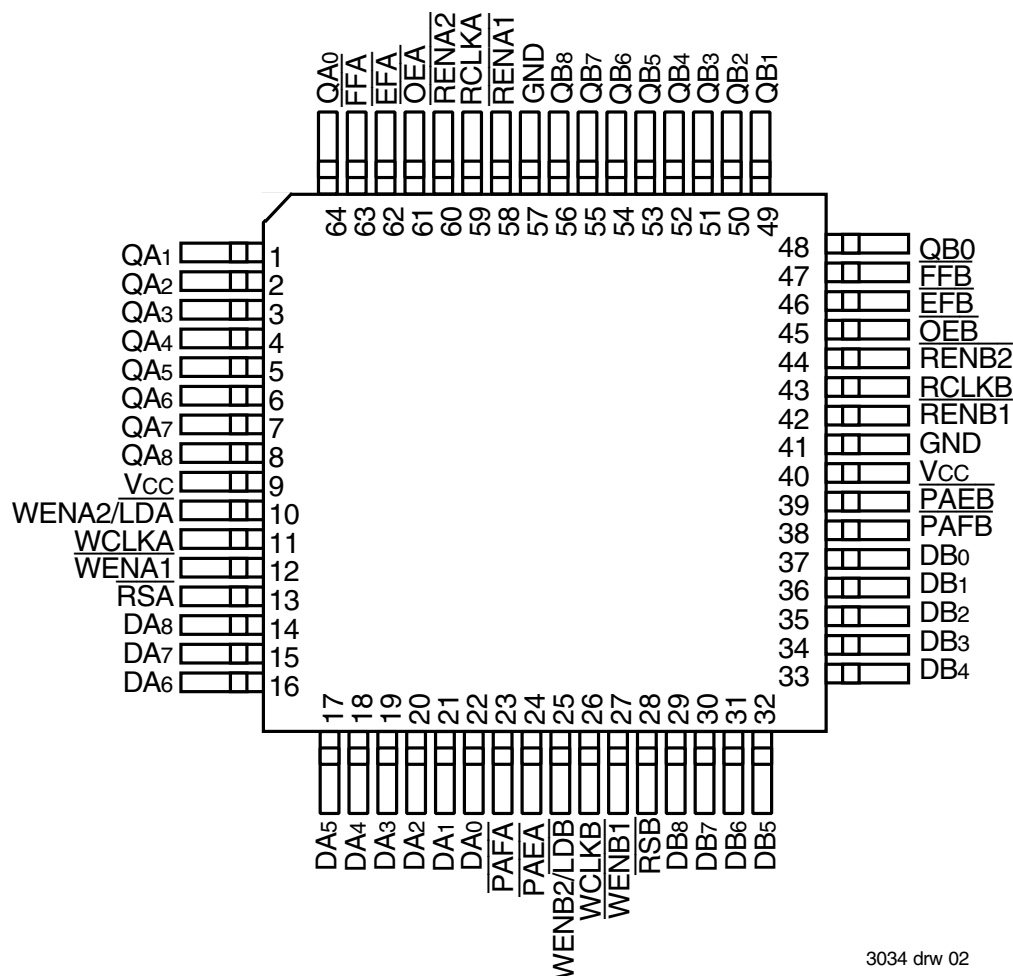 QA0
FFA
EFA
OEA
RENA2
RCLKA
RENA1
GND
QB8
QB7
QB6
QB5
QB4
QB3
QB2
QB1
64
63
62
61
60
59
58
57
56
55
54
53
52
51
50
49
QA1 1
QA2 2
QA3 3
QA4 4
QA5 5
QA6 6
QA7 7
QA8 8
VCC 9
WENA2/LDA 10
WCLKA 11
WENA1 12
RSA 13
DA8 14
DA7 15
DA6 16
48 QB0
47 FFB
46 EFB
45 OEB
44 RENB2
43 RCLKB
42 RENB1
41 GND
40 VCC
39 PAEB
38 PAFB
37 DB0
36 DB1
35 DB2
34 DB3
33 DB4
17
18
19
20
21
22
23
24
25
26
27
28
29
30
31
32
DA5
DA4
DA3
DA2
DA1
DA0
PAFA
PAEA
WENB2/LDB
WCLKB
WENB1
RSB
DB8
DB7
DB6
DB5
3034 drw 02